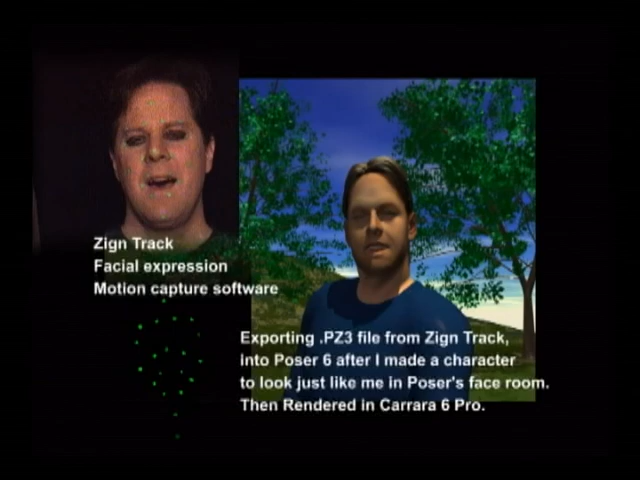 Zign Track
Facial expression
Motion capture software
Exporting .PZ3 file from Zign Track,
into Poser 6 after I made a character
to look just like me in Poser's face room.
Then Rendered in Carrara 6 Pro.